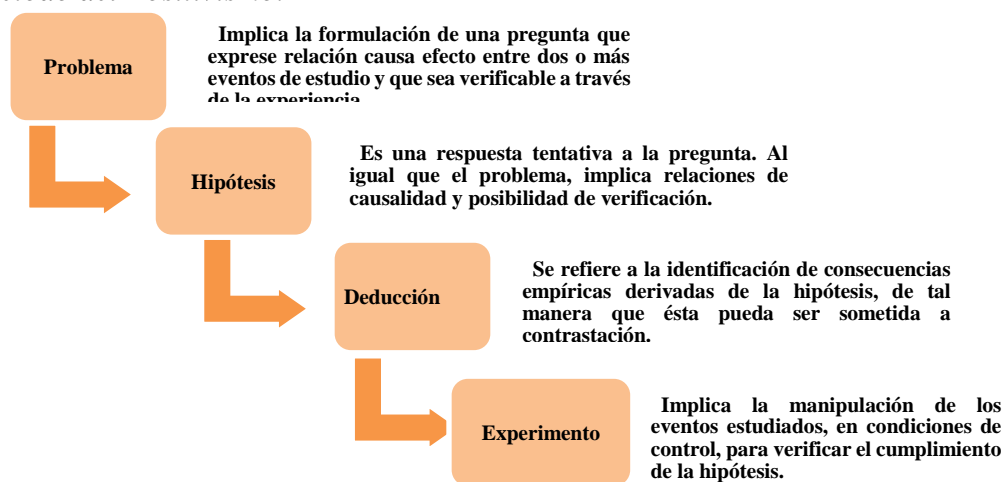 Problema
Implica la formulación de una pregunta que
exprese relación causa efecto entre dos o más
eventos de estudio y que sea verificable a través
de la experiencia
Hipótesis
Es una respuesta tentativa a la pregunta. Al
igual que el problema, implica relaciones de
causalidad y posibilidad de verificación.
Deducción
Se refiere a la identificación de consecuencias
empíricas derivadas de la hipótesis, de tal
manera que ésta pueda ser sometida a
contrastación.
Experimento
Implica la manipulación de los
eventos estudiados, en condiciones de
control, para verificar el cumplimiento
de la hipótesis.